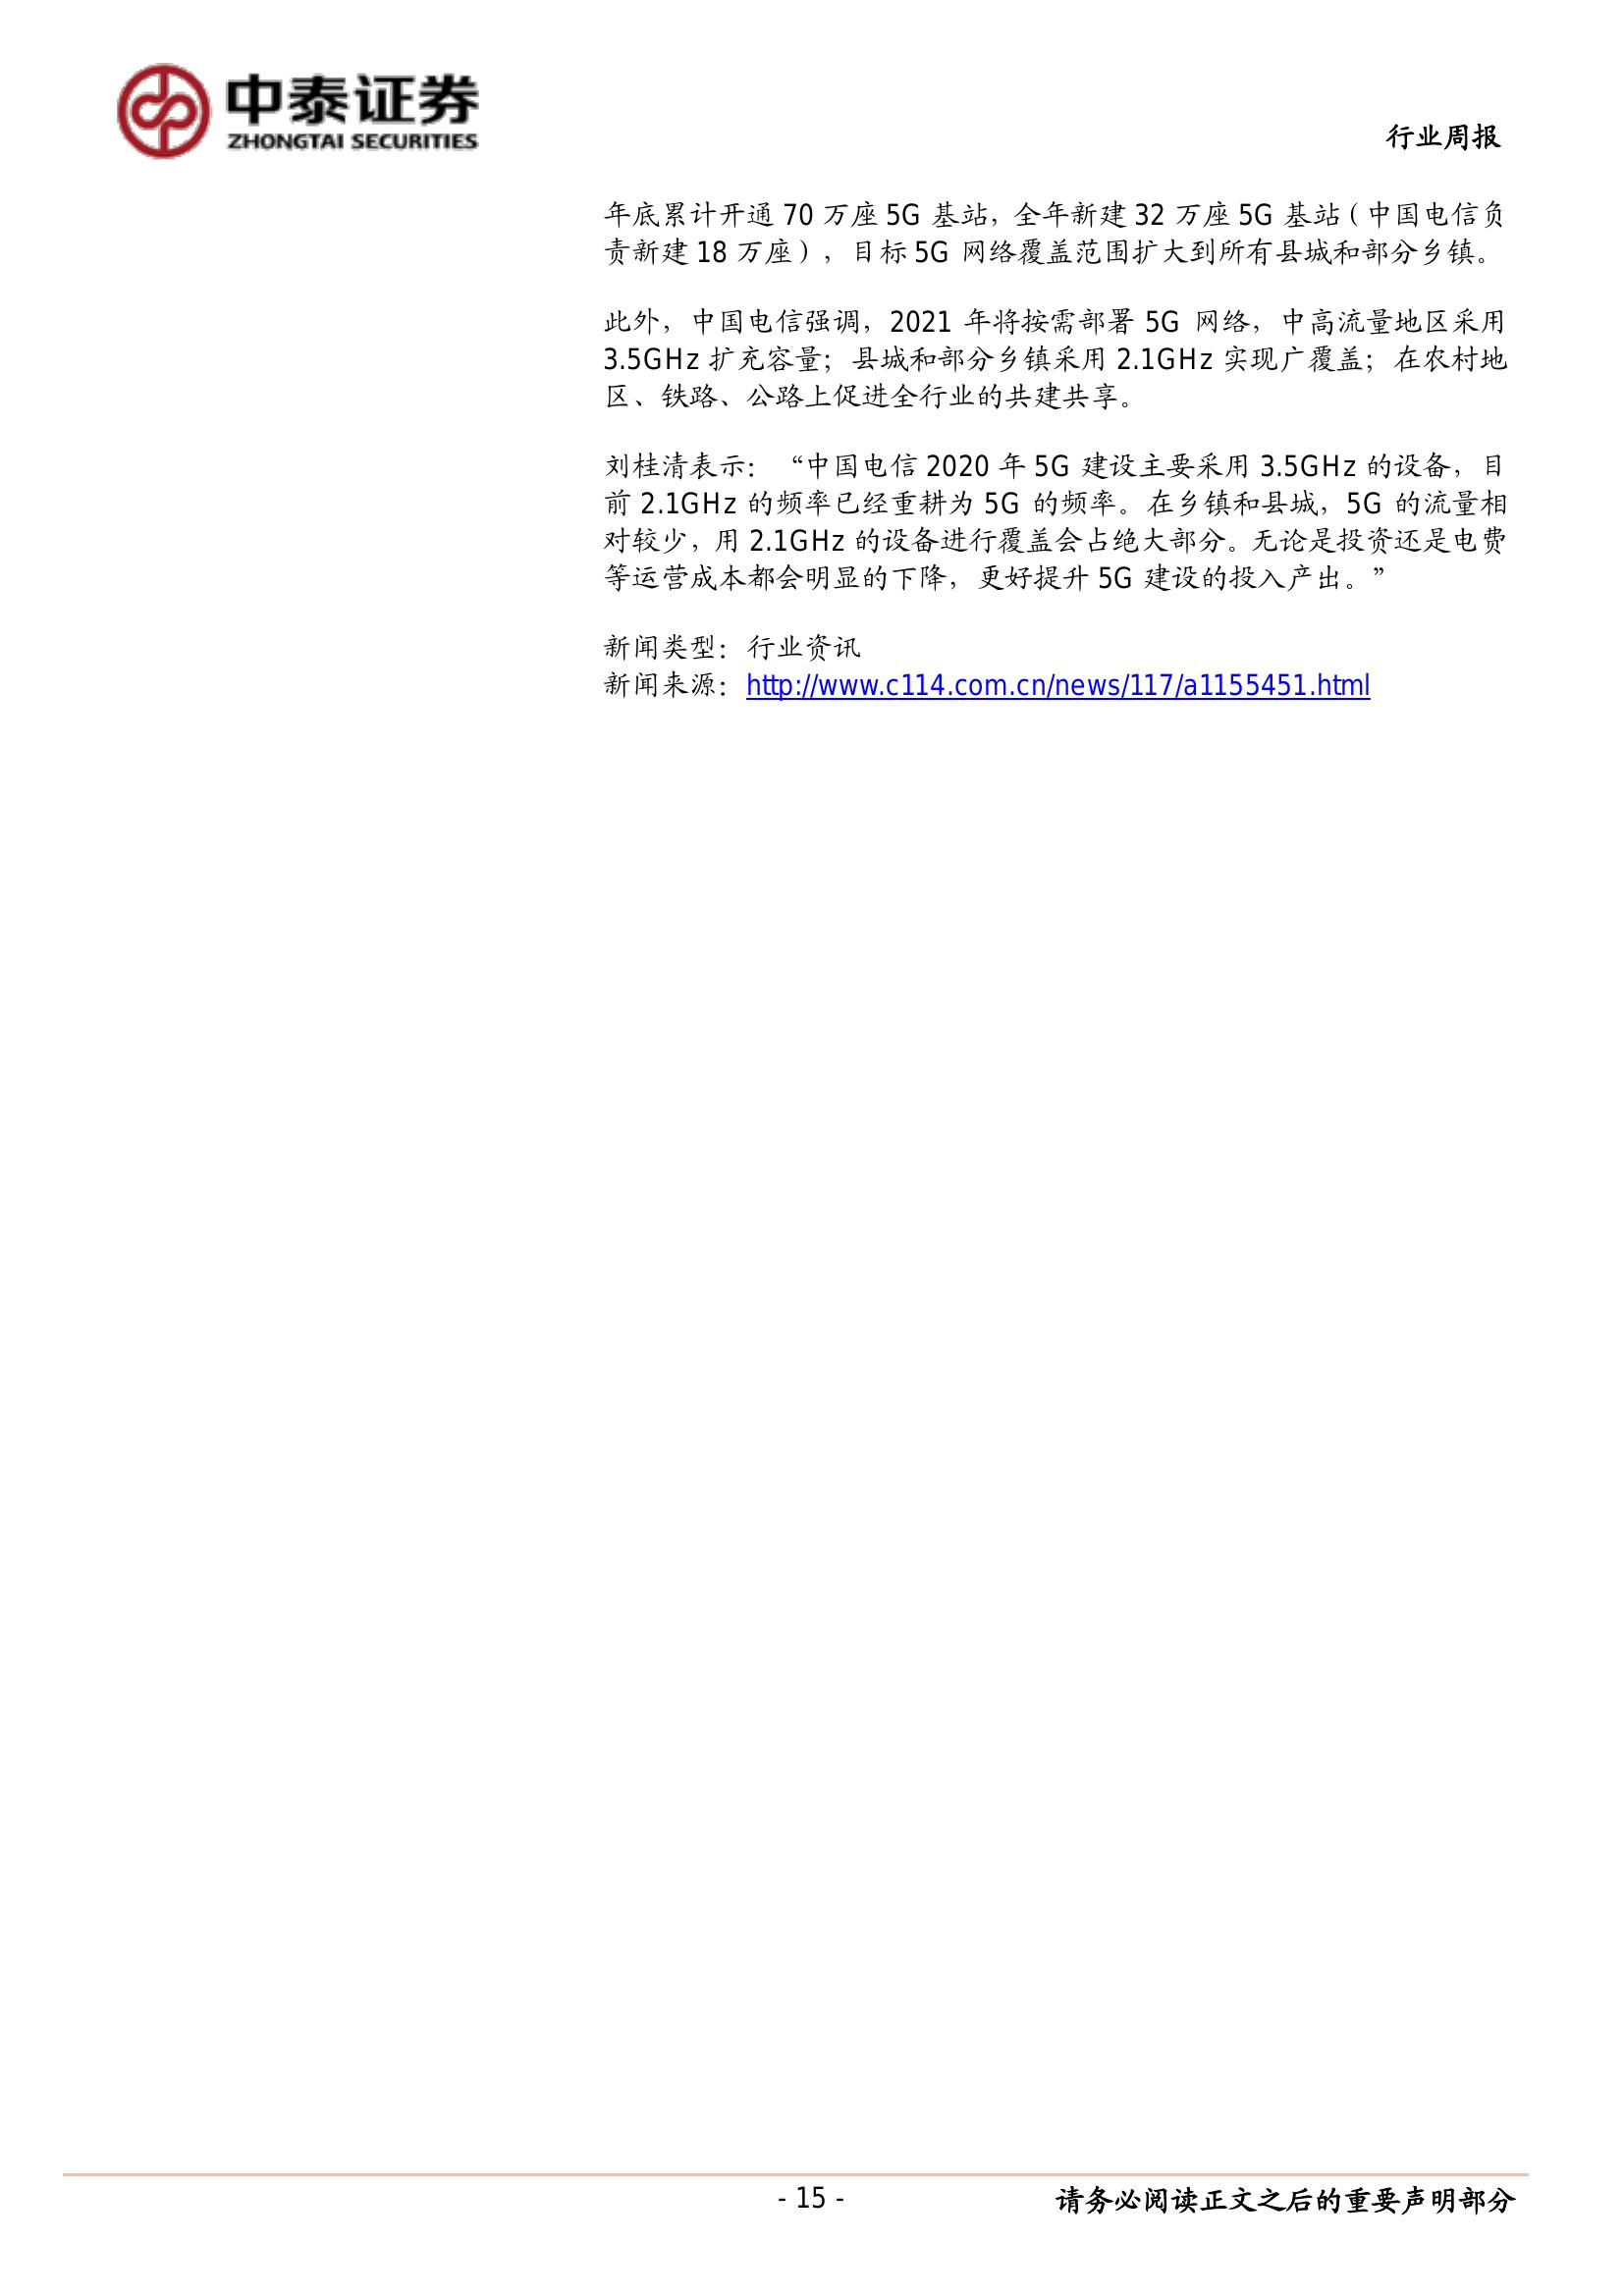 中泰证券
ZHONGTAI SECURITIES
行业周报
年底累计开通 70 万座 5G 基站，全年新建 32 万座 5G 基站（中国电信负
责新建 18 万座），目标 5G 网络覆盖范围扩大到所有县城和部分乡镇。
此外，中国电信强调，2021 年将按需部署 5G 网络，中高流量地区采用
3.5GHz 扩充容量；县城和部分乡镇采用 2.1GHz 实现广覆盖；在农村地
区、铁路、公路上促进全行业的共建共享。
刘桂清表示：“中国电信 2020 年 5G 建设主要采用 3.5GHz 的设备，目
前 2.1GHz 的频率已经重耕为 5G 的频率。在乡镇和县城，5G 的流量相
对较少，用 2.1GHz 的设备进行覆盖会占绝大部分。无论是投资还是电费
等运营成本都会明显的下降，更好提升 5G 建设的投入产出。”
新闻类型：行业资讯
新闻来源：http://www.c114.com.cn/news/117/a1155451.html
- 15 -
请务必阅读正文之后的重要声明部分